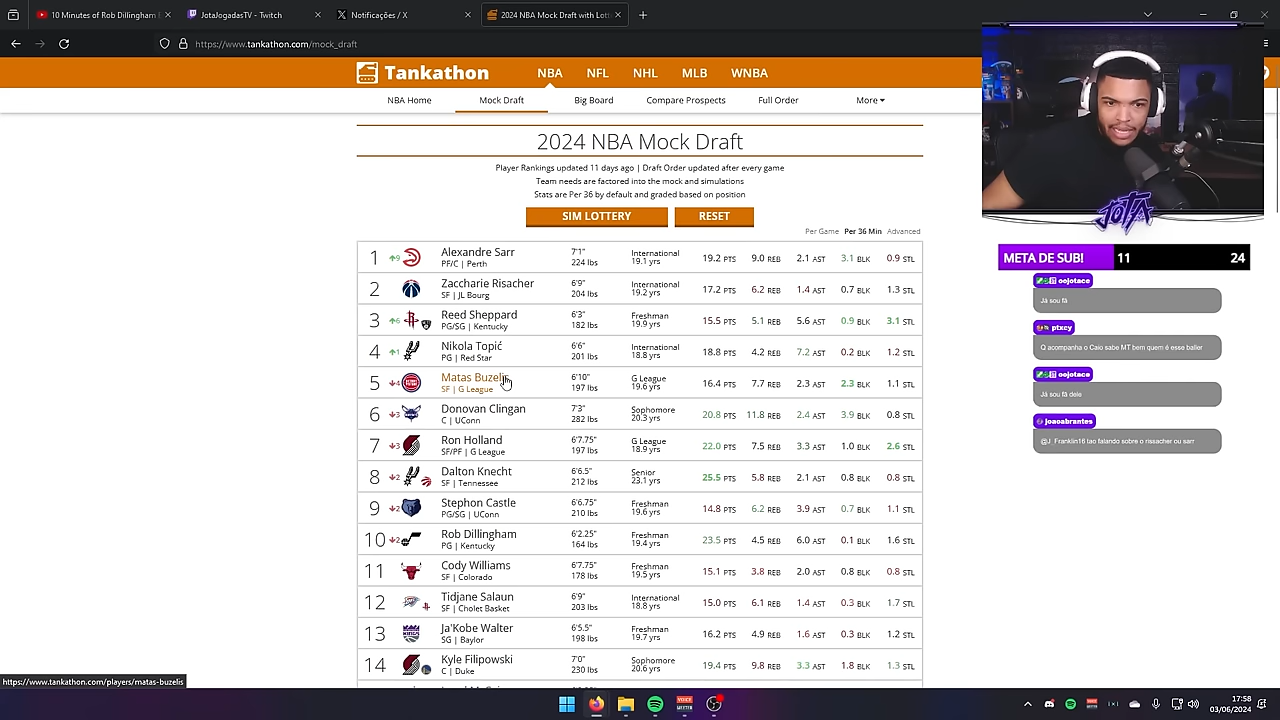 10 Minutes of Rob Dillingham
JotaJogadasTV - Twitch
Notificações / X
2024 NBA Mock Draft with Lott
https://www.tankathon.com/mock_draft
Tankathon
NBA NFL NHL MLB WNBA
NBA Home Mock Draft Big Board Compare Prospects Full Order More
2024 NBA Mock Draft
Player Rankings updated 11 days ago | Draft Order updated after every game
Team needs are factored into the mock and simulations
Stats are Per 36 by default and graded based on position
SIM LOTTERY RESET
Per Game Per 36 Min Advanced
1 9 Alexandre Sarr 7'1" International 19.2 PTS 9.0 REB 2.1 AST 3.1 BLK 0.9 STL
PF/C | Perth 224 lbs 19.1 yrs
2 Zaccharie Risacher 6'9" International 17.2 PTS 6.2 REB 1.4 AST 0.7 BLK 1.3 STL
SF | JL Bourg 204 lbs 19.2 yrs
3 6 Reed Sheppard 6'3" Freshman 15.5 PTS 5.1 REB 5.6 AST 0.9 BLK 3.1 STL
PG/SG | Kentucky 182 lbs 19.9 yrs
4 1 Nikola Topić 6'6" International 18.8 PTS 4.2 REB 7.2 AST 0.2 BLK 1.2 STL
PG | Red Star 201 lbs 18.8 yrs
5 4 Matas Buzelis 6'10" G League 16.4 PTS 7.7 REB 2.3 AST 2.3 BLK 1.1 STL
SF | G League 197 lbs 19.6 yrs
6 3 Donovan Clingan 7'3" Sophomore 20.8 PTS 11.8 REB 2.4 AST 3.9 BLK 0.8 STL
C | UConn 282 lbs 20.3 yrs
7 3 Ron Holland 6'7.75" G League 22.0 PTS 7.5 REB 3.3 AST 1.0 BLK 2.6 STL
SF/PF | G League 197 lbs 18.9 yrs
8 2 Dalton Knecht 6'6.5" Senior 25.5 PTS 5.8 REB 2.1 AST 0.8 BLK 0.8 STL
SF | Tennessee 212 lbs 23.1 yrs
9 2 Stephon Castle 6'6.75" Freshman 14.8 PTS 6.2 REB 3.9 AST 0.7 BLK 1.1 STL
PG/SG | UConn 210 lbs 19.6 yrs
10 2 Rob Dillingham 6'2.25" Freshman 23.5 PTS 4.5 REB 6.0 AST 0.1 BLK 1.6 STL
PG | Kentucky 164 lbs 19.4 yrs
11 Cody Williams 6'7.75" Freshman 15.1 PTS 3.8 REB 2.0 AST 0.8 BLK 0.8 STL
SF | Colorado 178 lbs 19.5 yrs
12 Tidjane Salaun 6'9" International 15.0 PTS 6.1 REB 1.4 AST 0.3 BLK 1.7 STL
SF | Cholet Basket 203 lbs 18.8 yrs
13 Ja'Kobe Walter 6'5.5" Freshman 16.2 PTS 4.9 REB 1.6 AST 0.3 BLK 1.2 STL
SG | Baylor 198 lbs 19.7 yrs
14 Kyle Filipowski 7'0" Sophomore 19.4 PTS 9.8 REB 3.3 AST 1.8 BLK 1.3 STL
C | Duke 230 lbs 20.6 yrs
https://www.tankathon.com/players/matas-buzelis
JOTA
META DE SUB! 11 24
oojotace
Já sou fã
ptxcy
Q acompanha o Caio sabe MT bem quem é esse baller
oojotace
Já sou fã dele
joaoabrantes
@J_Franklin16 tao falando sobre o rissacher ou sarr
17:58
03/06/2024